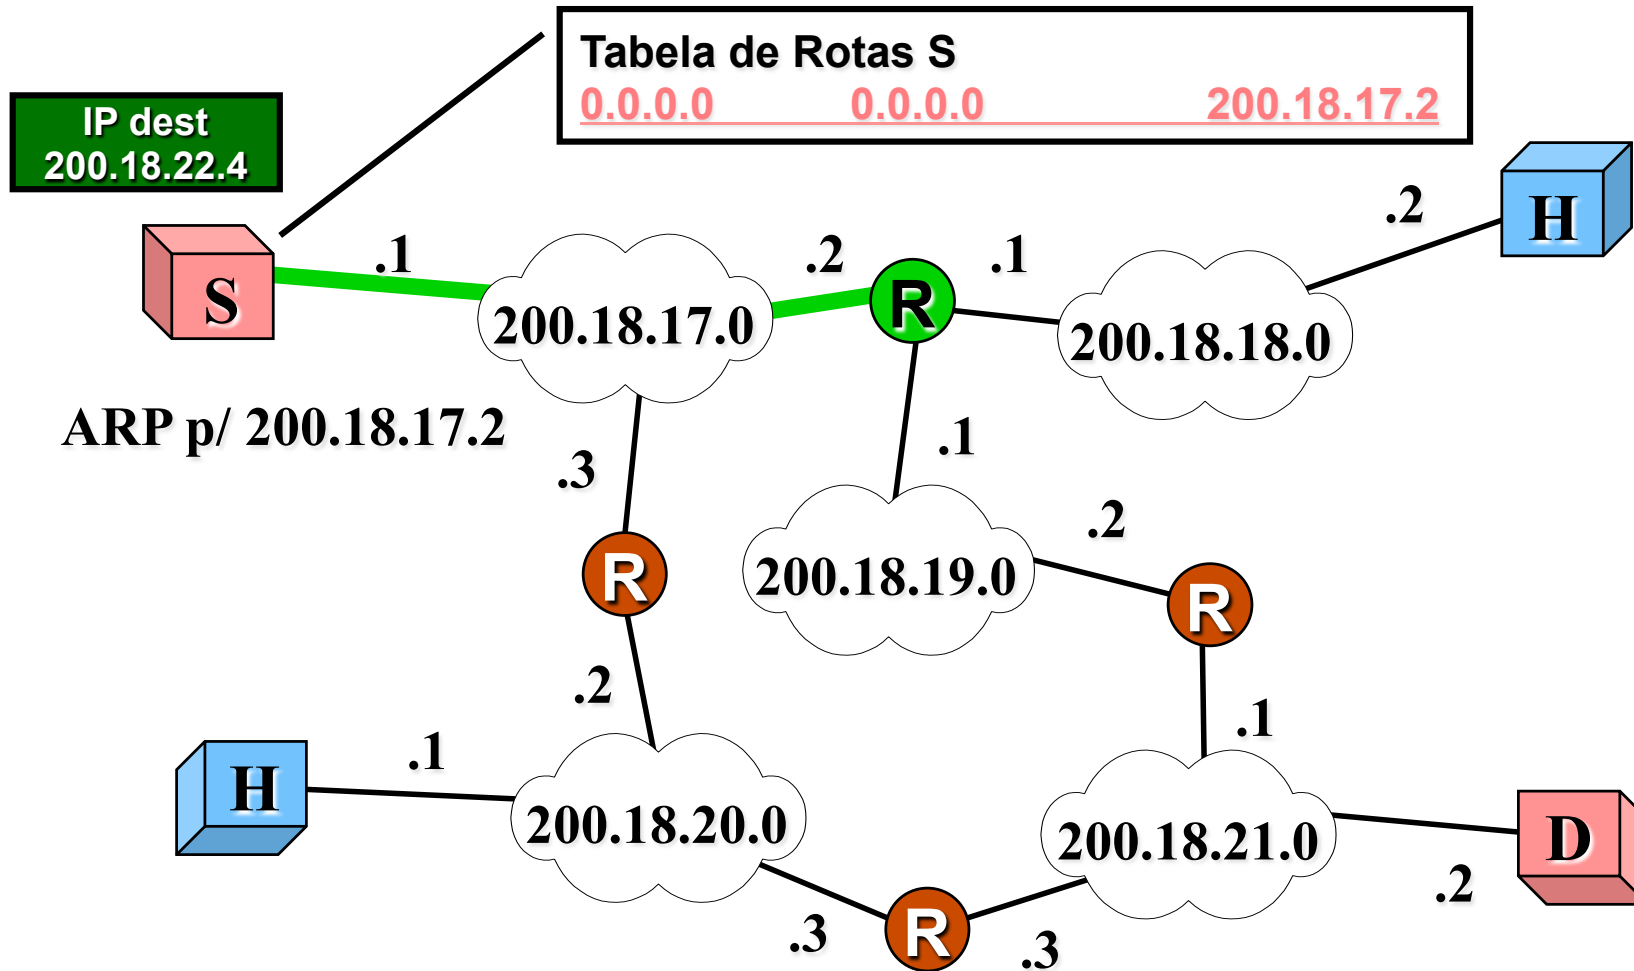 Tabela de Rotas S
0.0.0.0 0.0.0.0 200.18.17.2
IP dest
200.18.22.4
S
.1
200.18.17.0
.2
R
.1
200.18.18.0
.2
H
ARP p/ 200.18.17.2
.3
R
.2
.1
200.18.19.0
.2
R
.1
H
.1
200.18.20.0
.3
R
.3
200.18.21.0
.2
D